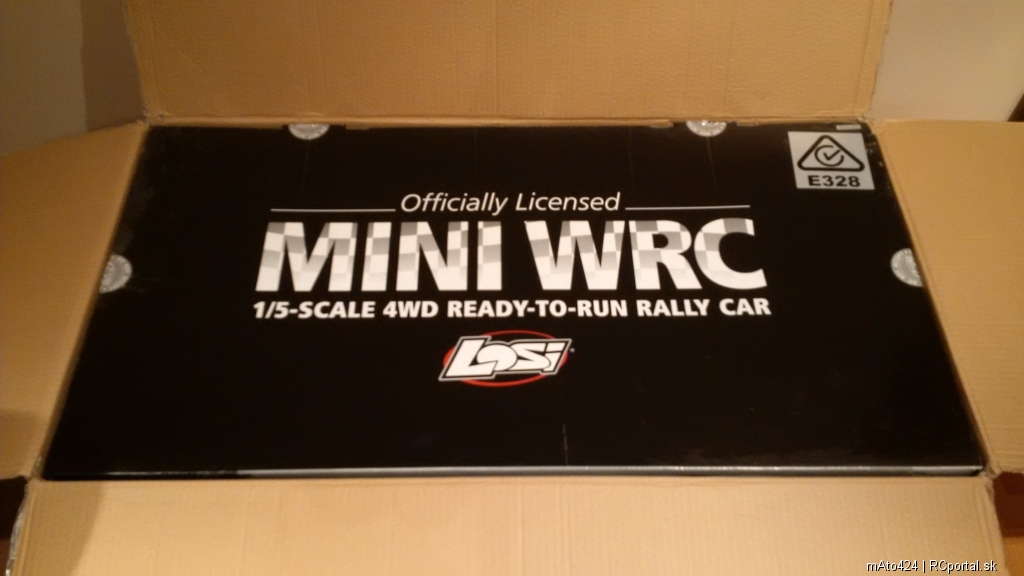 E328
Officially Licensed
MINI WRC
1/5-SCALE 4WD READY-TO-RUN RALLY CAR
Losi
mAto424 | RCportal.sk